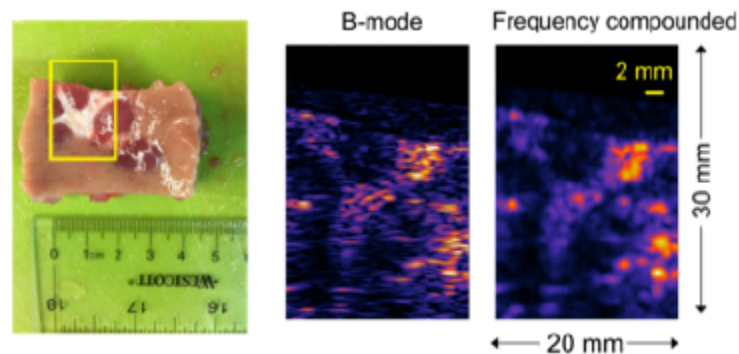 B-mode
Frequency compounded
2 mm
30 mm
20 mm
0 1cm 2 3 4 5
WESTCOTT
18 17 16